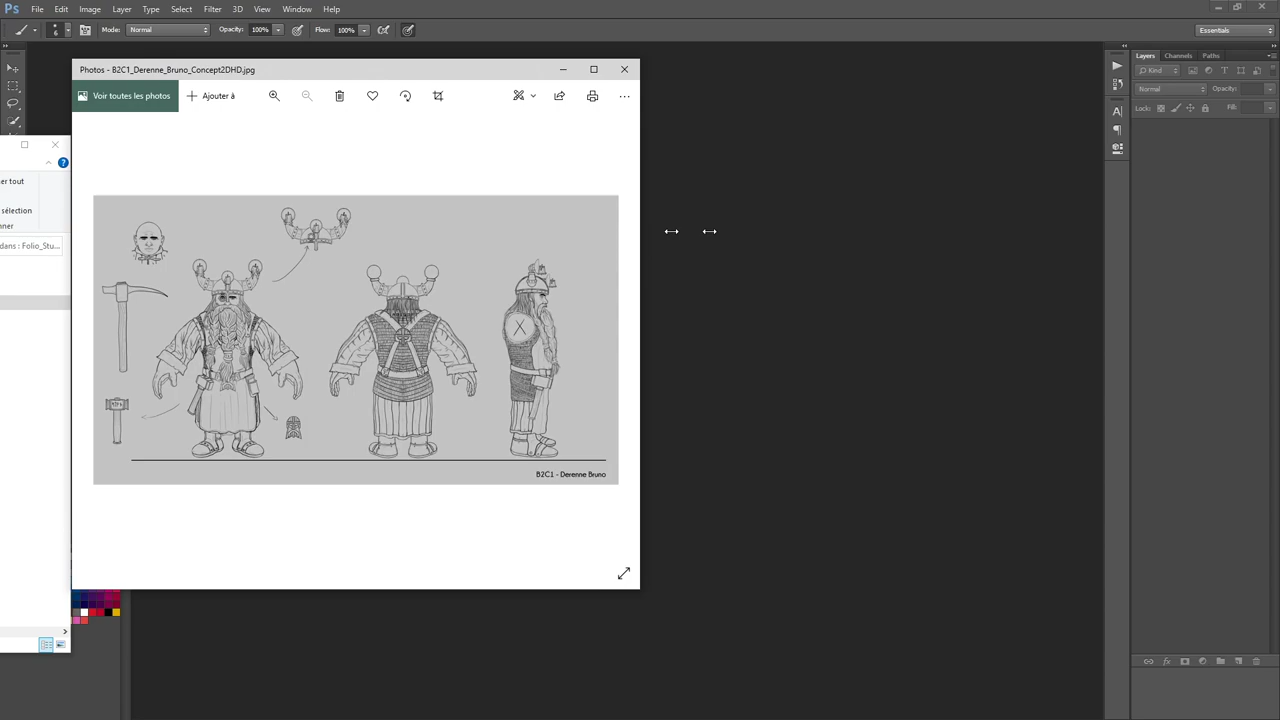 Ps File Edit Image Layer Type Select Filter 3D View Window Help
6 Mode: Normal Opacity: 100% Flow: 100% Essentials
Photos - B2C1_Derenne_Bruno_Concept2DHD.jpg
Voir toutes les photos Ajouter à
Layers Channels Paths
Kind
Normal Opacity:
Lock: Fill:
er tout
sélection
nner
dans : Folio_Stu...
B2C1 - Derenne Bruno